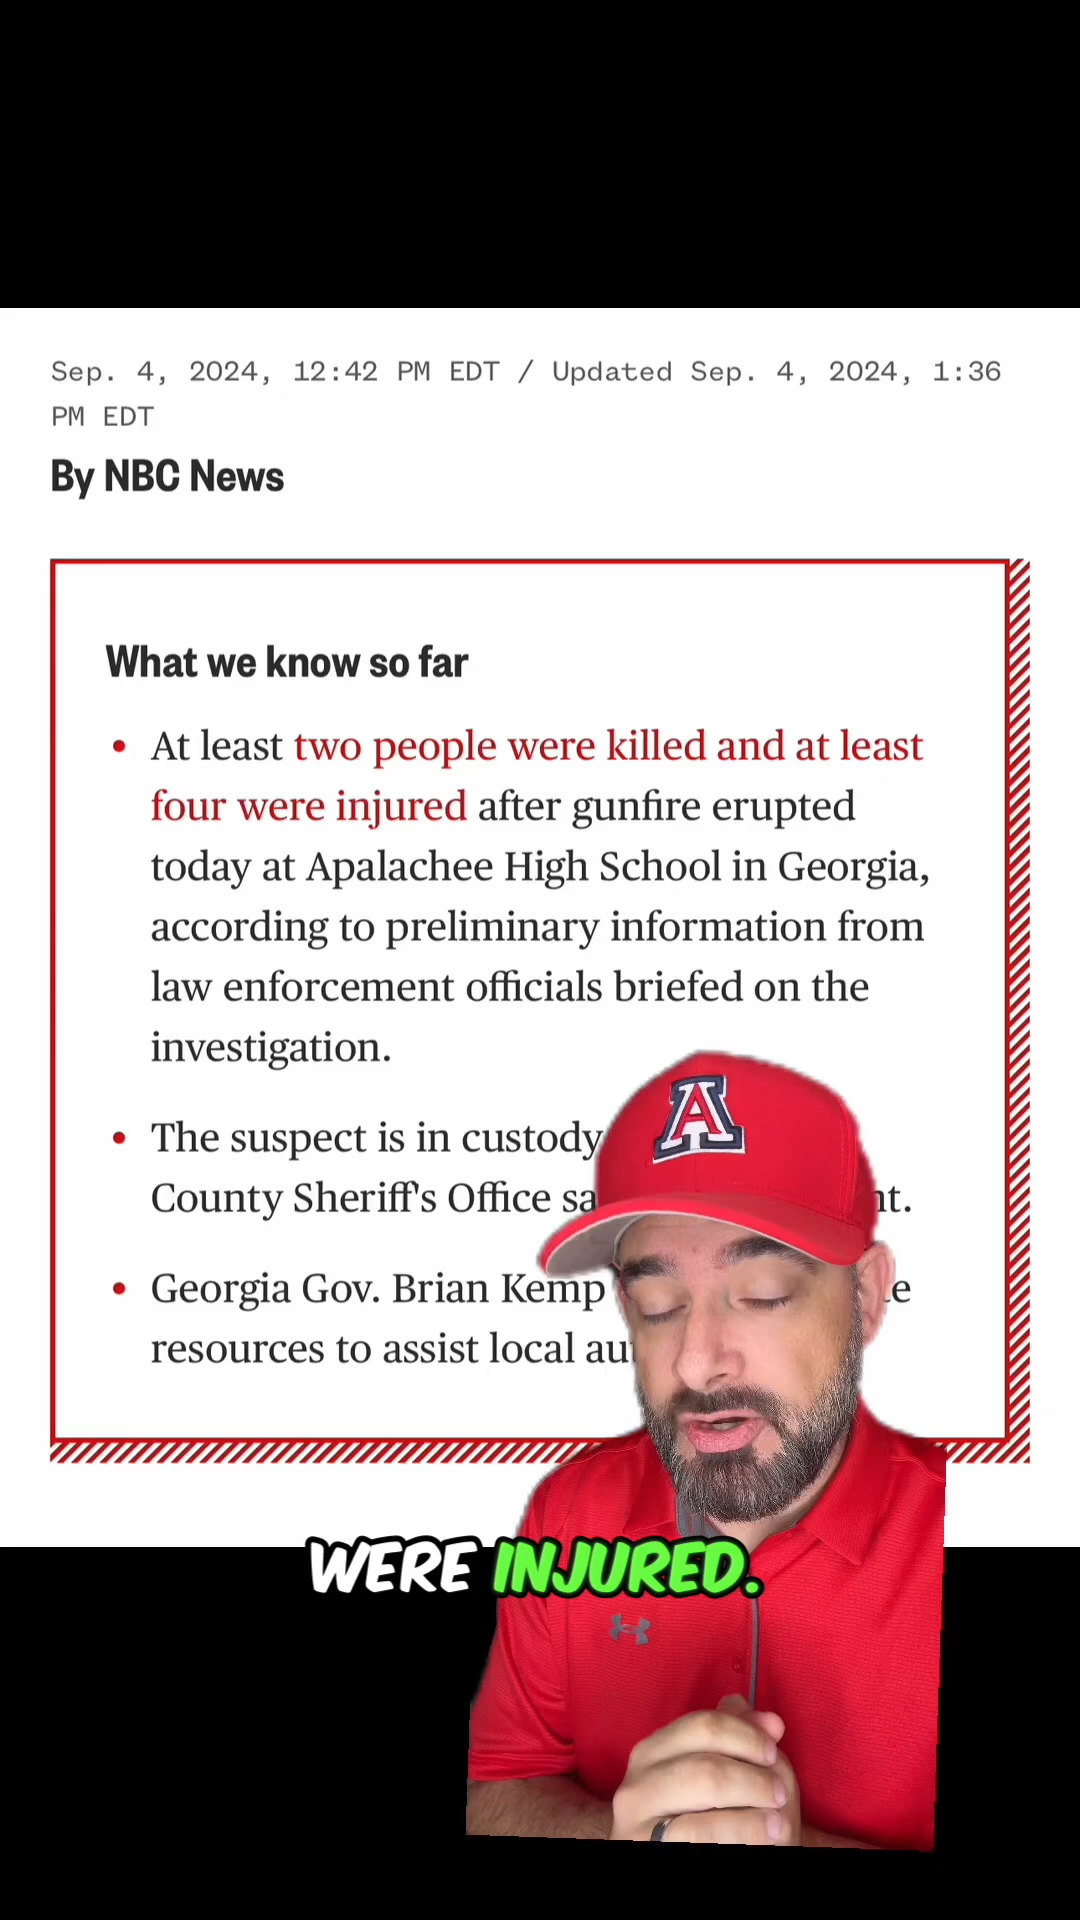 Sep. 4, 2024, 12:42 PM EDT / Updated Sep. 4, 2024, 1:36
PM EDT
By NBC News
What we know so far
• At least two people were killed and at least
four were injured after gunfire erupted
today at Apalachee High School in Georgia,
according to preliminary information from
law enforcement officials briefed on the
investigation.
• The suspect is in custody
County Sheriff's Office
• Georgia Gov. Brian Kemp
resources to assist local
A
WERE INJURED.